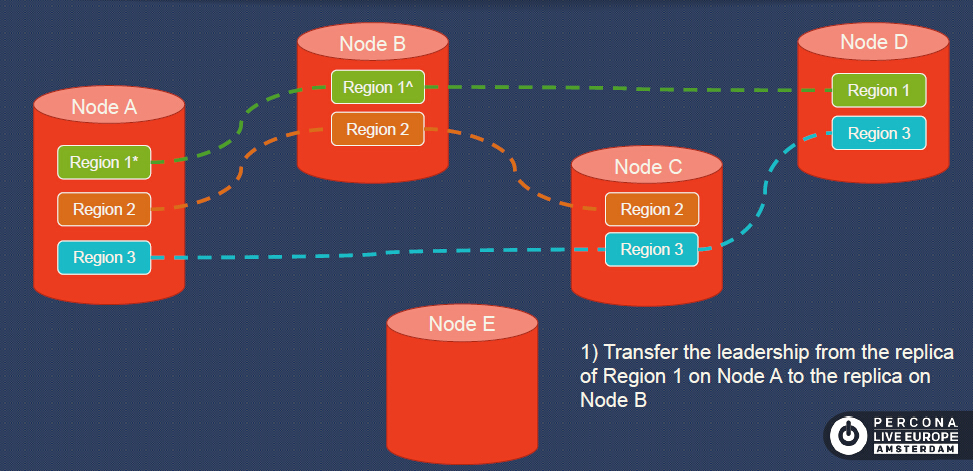 Node A
Region 1*
Region 2
Region 3
Node B
Region 1^
Region 2
Node C
Region 2
Region 3
Node D
Region 1
Region 3
Node E
1) Transfer the leadership from the replica
of Region 1 on Node A to the replica on
Node B
PERCONA
LIVE EUROPE
AMSTERDAM